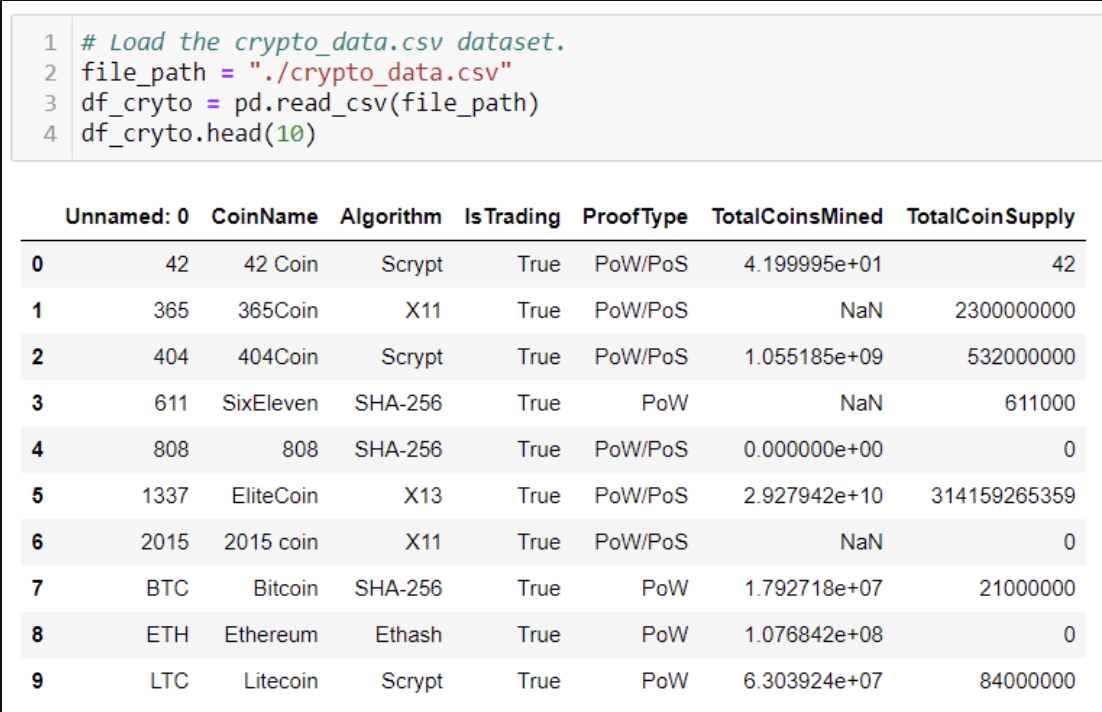 1 # Load the crypto_data.csv dataset.
2 file_path = "./crypto_data.csv"
3 df_cryto = pd.read_csv(file_path)
4 df_cryto.head(10)
Unnamed: 0 CoinName Algorithm IsTrading ProofType TotalCoinsMined TotalCoinSupply
0 42 42 Coin Scrypt True PoW/PoS 4.199995e+01 42
1 365 365Coin X11 True PoW/PoS NaN 2300000000
2 404 404Coin Scrypt True PoW/PoS 1.055185e+09 532000000
3 611 SixEleven SHA-256 True PoW NaN 611000
4 808 808 SHA-256 True PoW/PoS 0.000000e+00 0
5 1337 EliteCoin X13 True PoW/PoS 2.927942e+10 314159265359
6 2015 2015 coin X11 True PoW/PoS NaN 0
7 BTC Bitcoin SHA-256 True PoW 1.792718e+07 21000000
8 ETH Ethereum Ethash True PoW 1.076842e+08 0
9 LTC Litecoin Scrypt True PoW 6.303924e+07 84000000